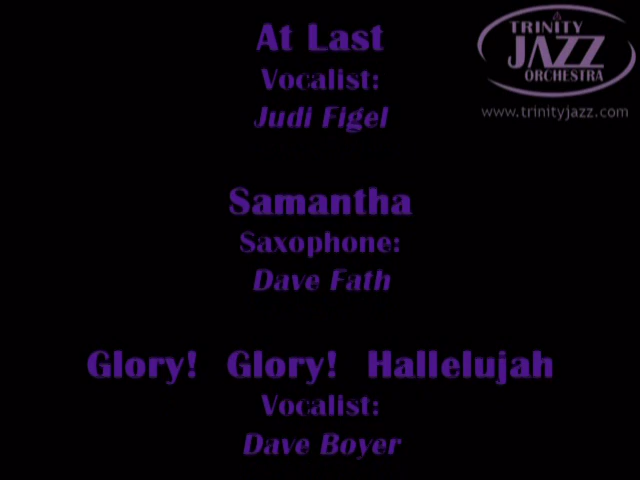 At Last
Vocalist:
Judi Figel
TRINITY
JAZZ
ORCHESTRA
www.trinityjazz.com
Samantha
Saxophone:
Dave Fath
Glory! Glory! Hallelujah
Vocalist:
Dave Boyer